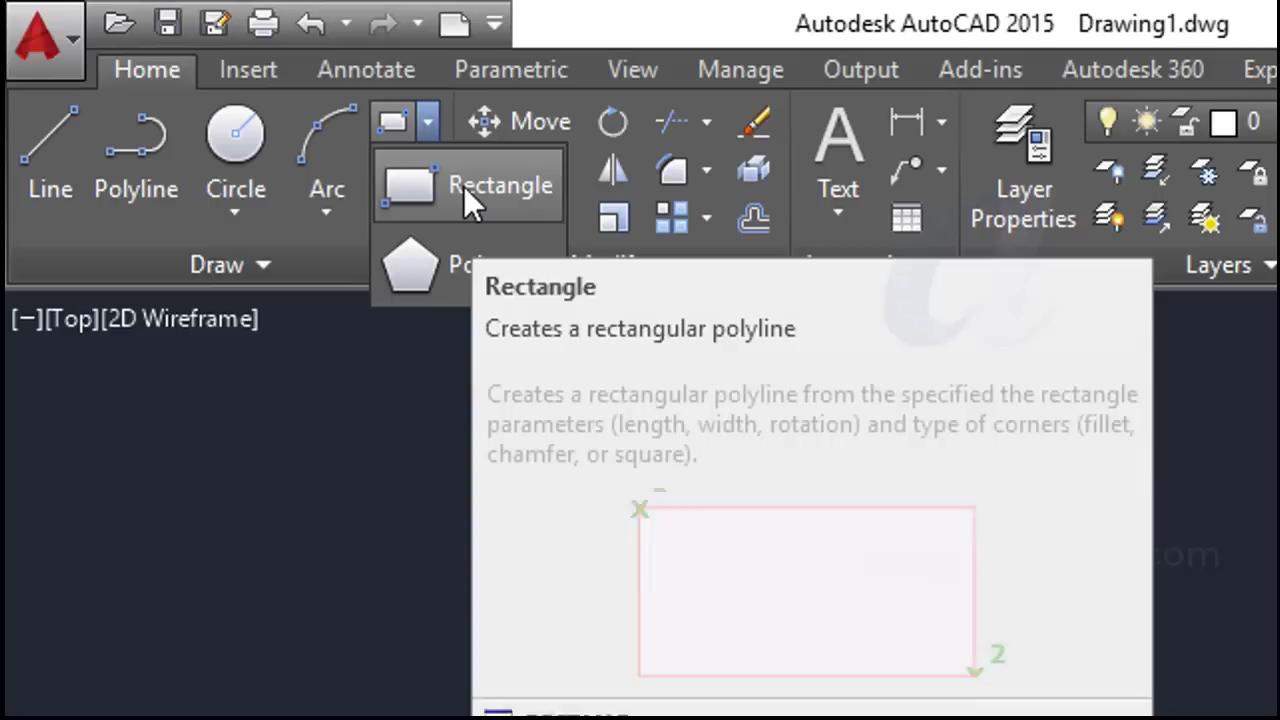 Autodesk AutoCAD 2015 Drawing1.dwg
Home Insert Annotate Parametric View Manage Output Add-ins Autodesk 360
Move 0
Line Polyline Circle Arc Rectangle Text Layer
Properties
Draw Layers
[−][Top][2D Wireframe]
Rectangle
Creates a rectangular polyline
Creates a rectangular polyline from the specified the rectangle
parameters (length, width, rotation) and type of corners (fillet,
chamfer, or square).
2
.com